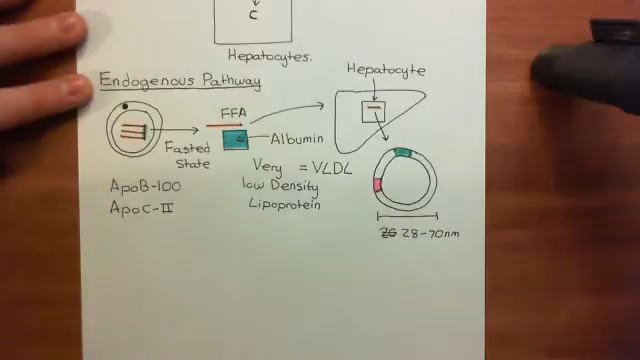 C
Hepatocytes.
Endogenous Pathway
Hepatocyte
FFA
Albumin
Fasted
State
Very = VLDL
low Density
Lipoprotein
ApoB-100
ApoC-II
28-70nm